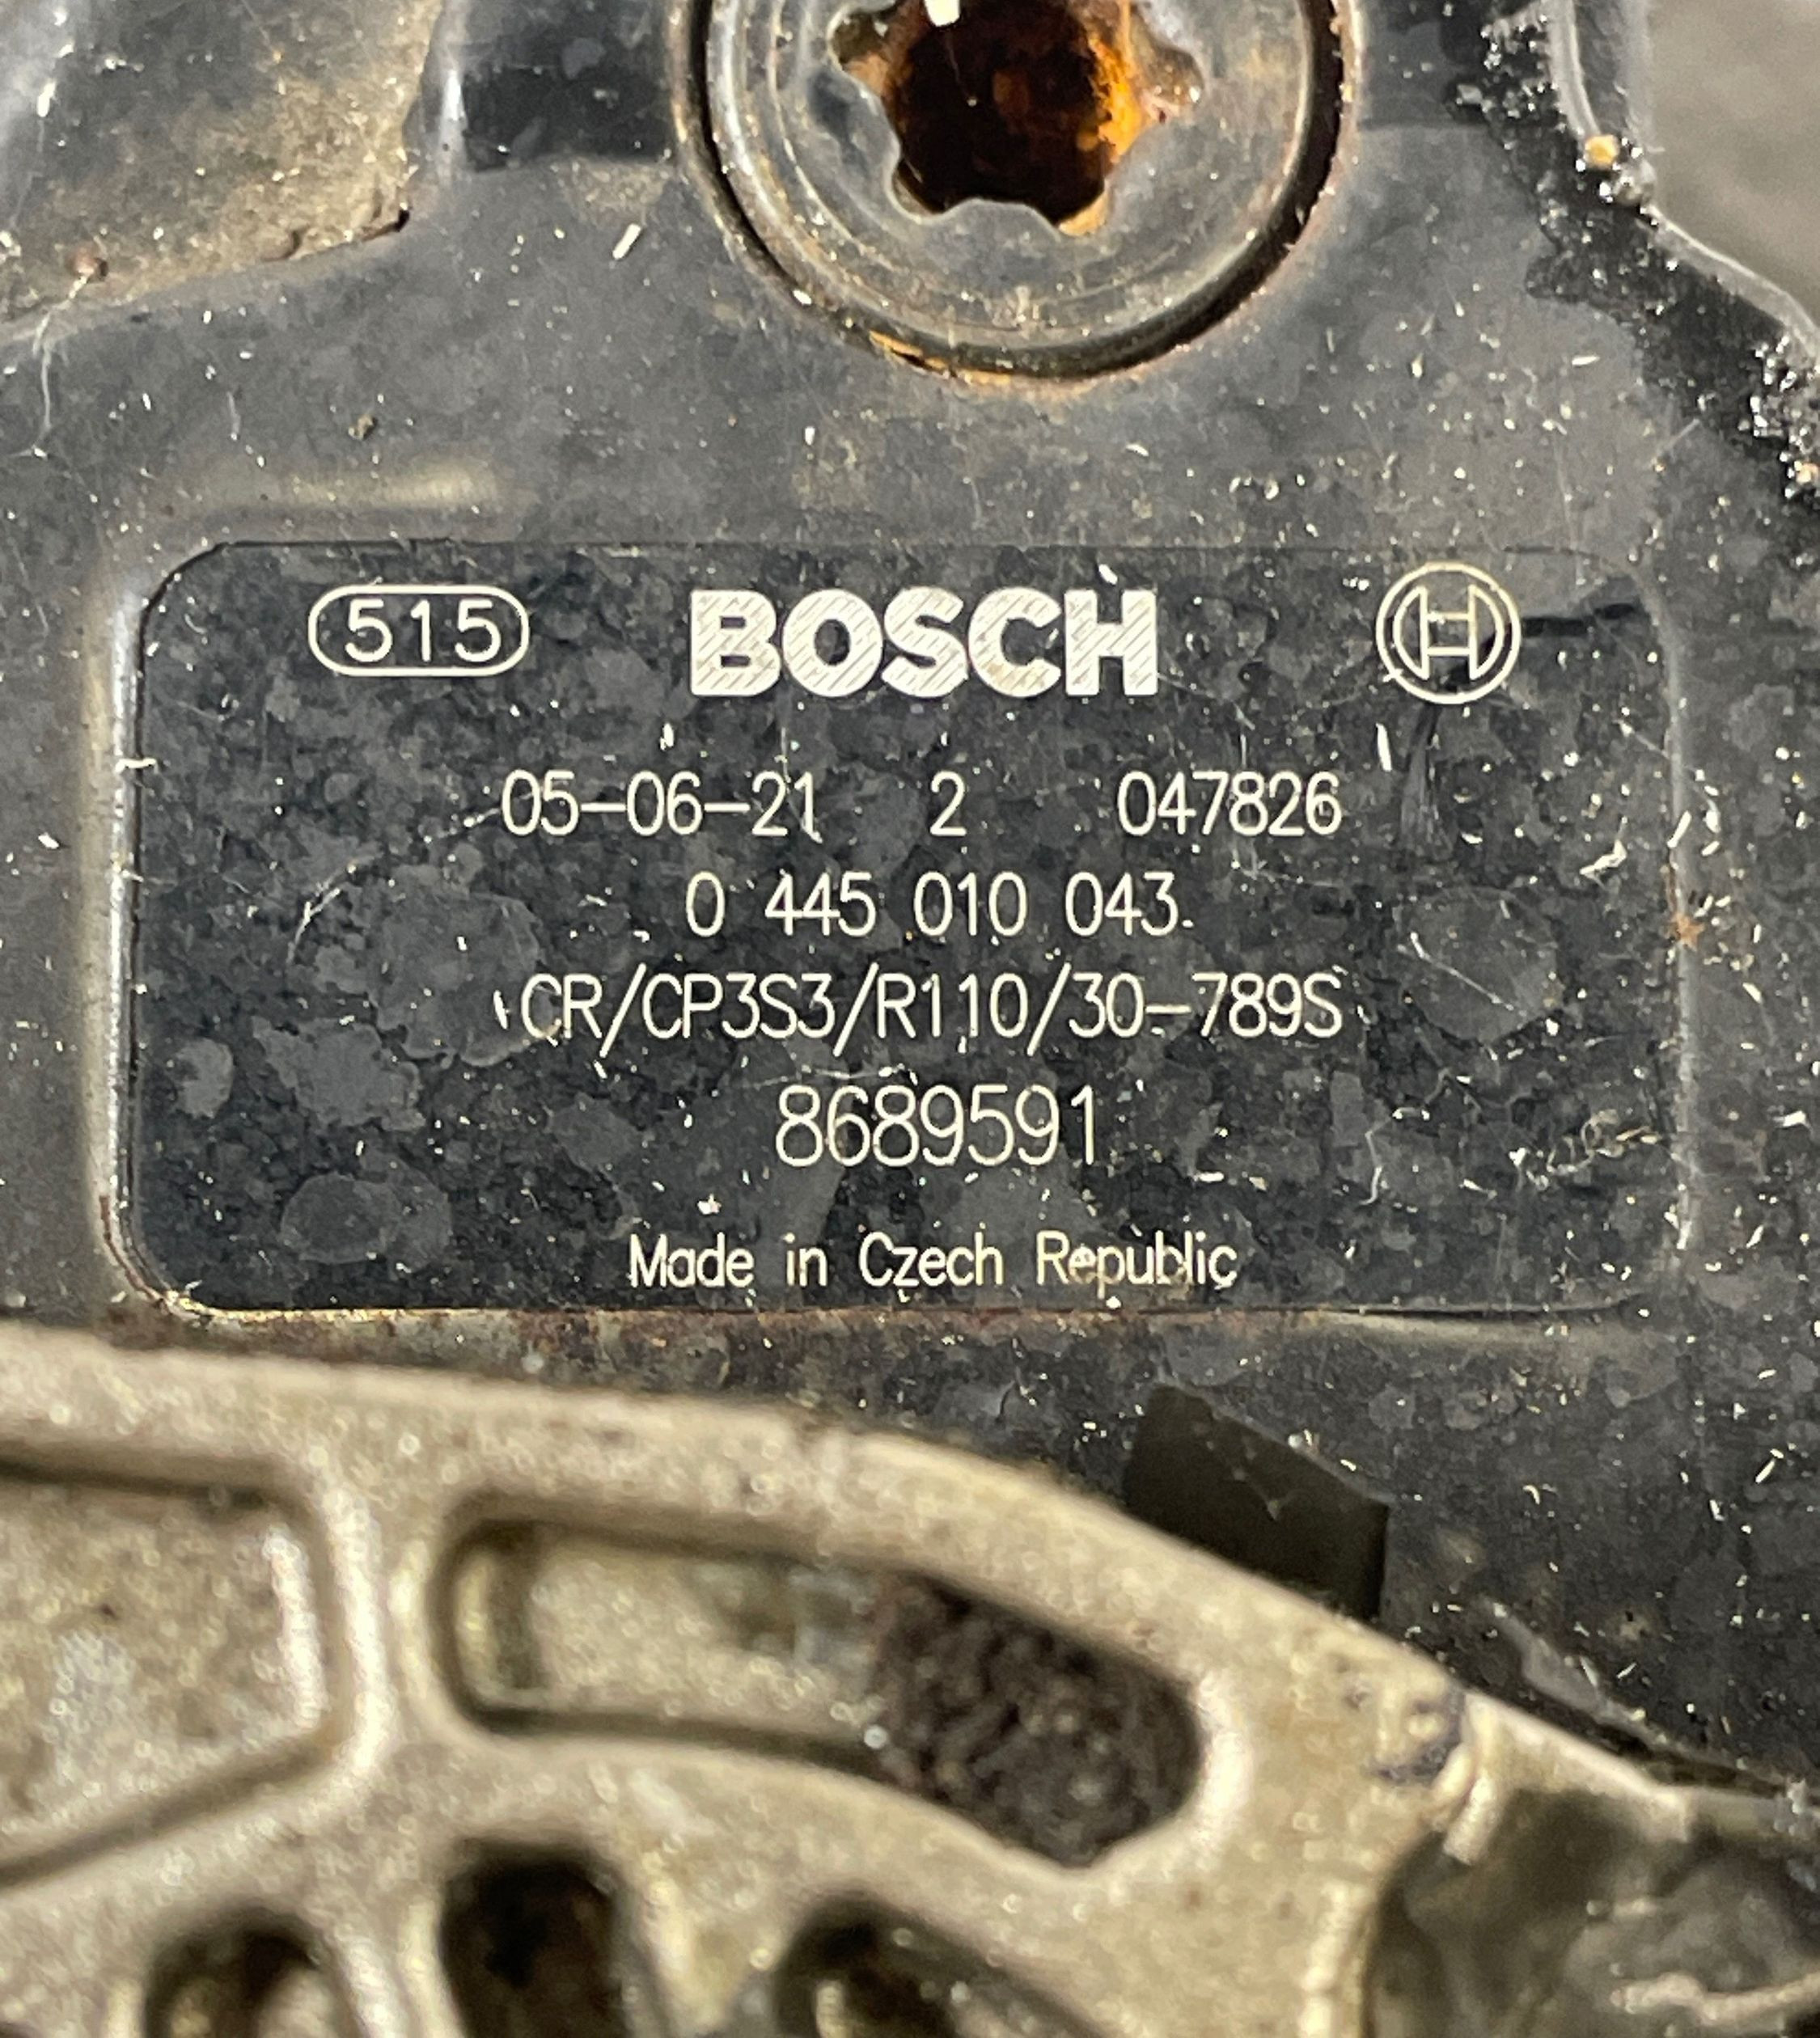 515 BOSCH
05-06-21 2 047826
0 445 010 043
CR/CP3S3/R110/30-789S
8689591
Made in Czech Republic